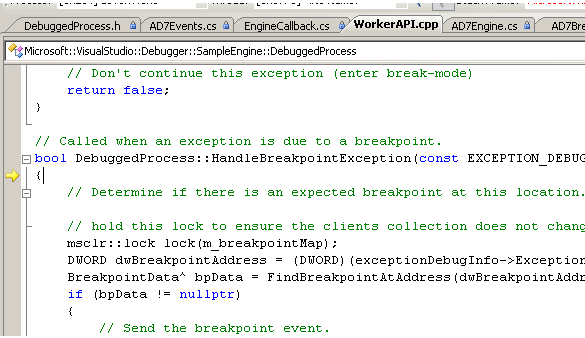 DebuggedProcess.h AD7Events.cs EngineCallback.cs WorkerAPI.cpp AD7Engine.cs AD7Bre
Microsoft::VisualStudio::Debugger::SampleEngine::DebuggedProcess
// Don't continue this exception (enter break-mode)
return false;
}
// Called when an exception is due to a breakpoint.
bool DebuggedProcess::HandleBreakpointException(const EXCEPTION_DEBUG
{
// Determine if there is an expected breakpoint at this location.
// hold this lock to ensure the clients collection does not chang
msclr::lock lock(m_breakpointMap);
DWORD dwBreakpointAddress = (DWORD)(exceptionDebugInfo->Exception
BreakpointData^ bpData = FindBreakpointAtAddress(dwBreakpointAddr
if (bpData != nullptr)
{
// Send the breakpoint event.